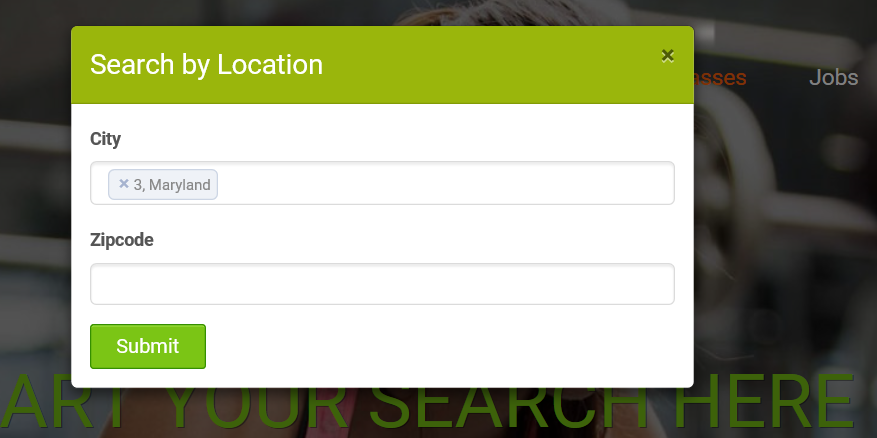 Search by Location
×
asses
Jobs
City
× 3, Maryland
Zipcode
Submit
ART YOUR SEARCH HERE